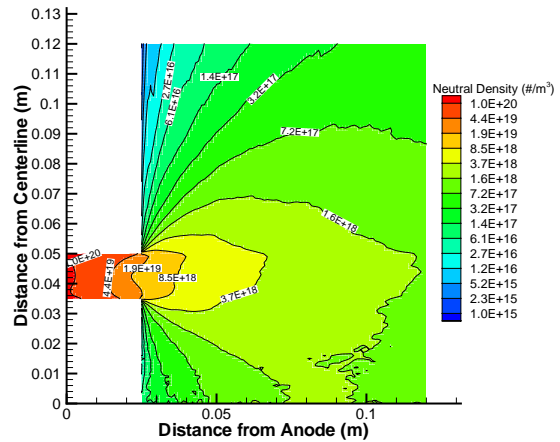 0.13
0.12
0.11
0.1
0.09
0.08
0.07
0.06
0.05
0.04
0.03
0.02
0.01
0
Distance from Centerline (m)
0
0.05
0.1
Distance from Anode (m)
2.7E+16
6.1E+16
1.4E+17
3.2E+17
7.2E+17
1.6E+18
3.7E+18
8.5E+18
1.9E+19
4.4E+19
.0E+20
Neutral Density (#/m³)
1.0E+20
4.4E+19
1.9E+19
8.5E+18
3.7E+18
1.6E+18
7.2E+17
3.2E+17
1.4E+17
6.1E+16
2.7E+16
1.2E+16
5.2E+15
2.3E+15
1.0E+15